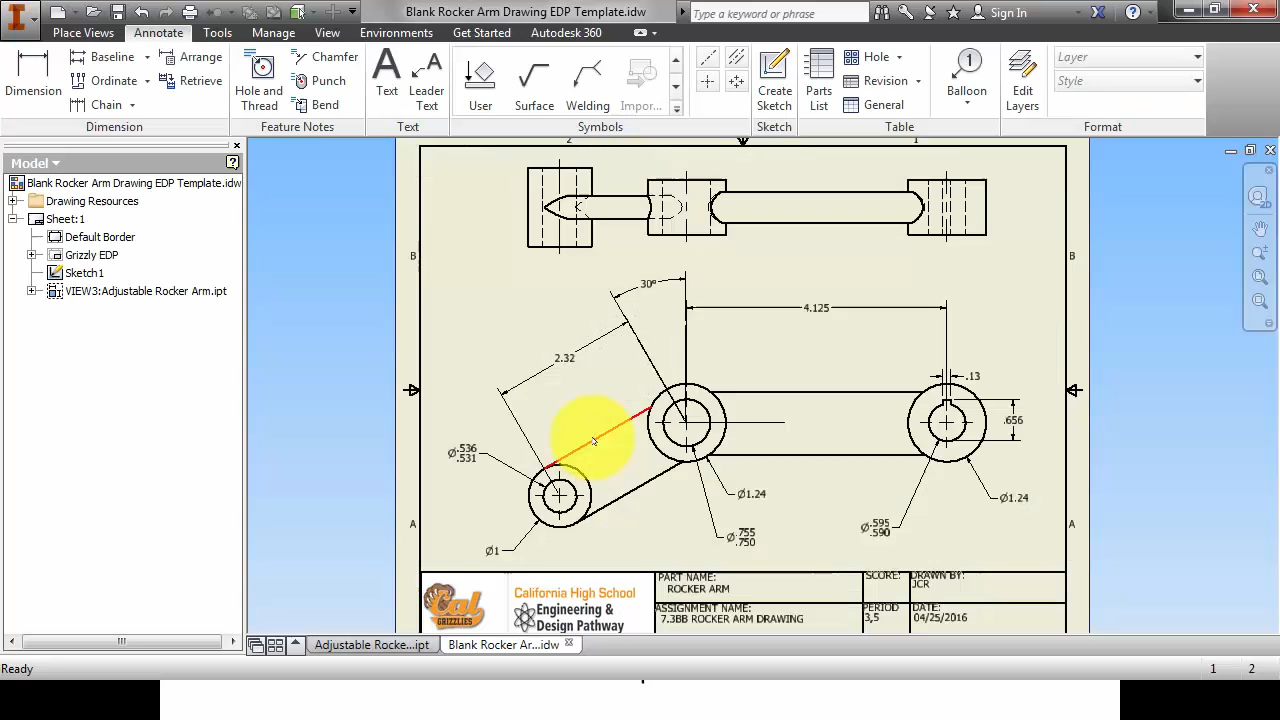 Blank Rocker Arm Drawing EDP Template.idw
Type a keyword or phrase
Sign In
Place Views Annotate Tools Manage View Environments Get Started Autodesk 360
Dimension
Baseline
Ordinate
Chain
Arrange
Retrieve
Dimension
Hole and
Thread
Chamfer
Punch
Bend
Feature Notes
Text
Leader
Text
Text
User
Surface
Welding
Impor...
Symbols
Create
Sketch
Sketch
Parts
List
Hole
Revision
General
Table
Balloon
Edit
Layers
Layer
Style
Format
Model
Blank Rocker Arm Drawing EDP Template.idw
Drawing Resources
Sheet:1
Default Border
Grizzly EDP
Sketch1
VIEW3:Adjustable Rocker Arm.ipt
2D
2
1
B
B
A
A
30°
4.125
2.32
.13
.656
Ø.536
.531
Ø1.24
Ø1.24
Ø.755
.750
Ø.595
.590
Ø1
Cal
GRIZZLIES
California High School
Engineering &
Design Pathway
PART NAME:
ROCKER ARM
SCORE:
DRAWN BY:
JCR
ASSIGNMENT NAME:
7.3BB ROCKER ARM DRAWING
PERIOD
3,5
DATE:
04/25/2016
Adjustable Rocke...ipt
Blank Rocker Ar...idw
Ready
1
2